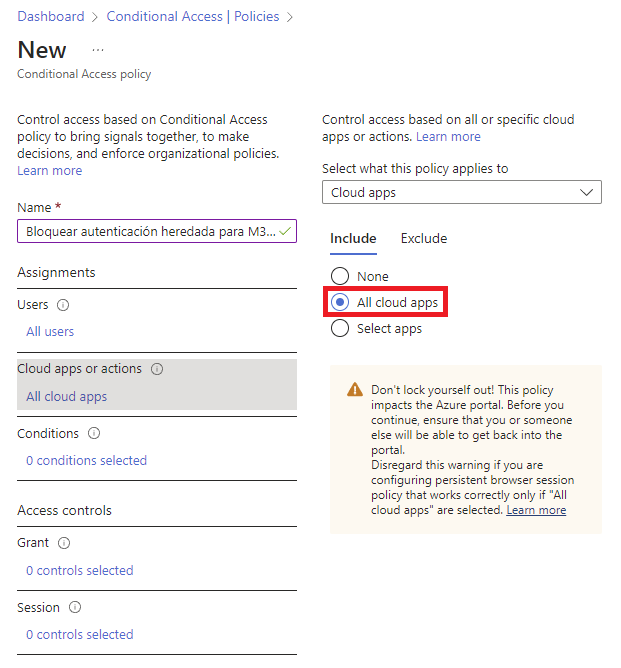 Dashboard > Conditional Access | Policies >
New ...
Conditional Access policy
Control access based on Conditional Access
policy to bring signals together, to make
decisions, and enforce organizational policies.
Learn more
Name *
Bloquear autenticación heredada para M3...
Assignments
Users
All users
Cloud apps or actions
All cloud apps
Conditions
0 conditions selected
Access controls
Grant
0 controls selected
Session
0 controls selected
Control access based on all or specific cloud
apps or actions. Learn more
Select what this policy applies to
Cloud apps
Include Exclude
None
All cloud apps
Select apps
Don't lock yourself out! This policy
impacts the Azure portal. Before you
continue, ensure that you or someone
else will be able to get back into the
portal.
Disregard this warning if you are
configuring persistent browser session
policy that works correctly only if "All
cloud apps" are selected. Learn more